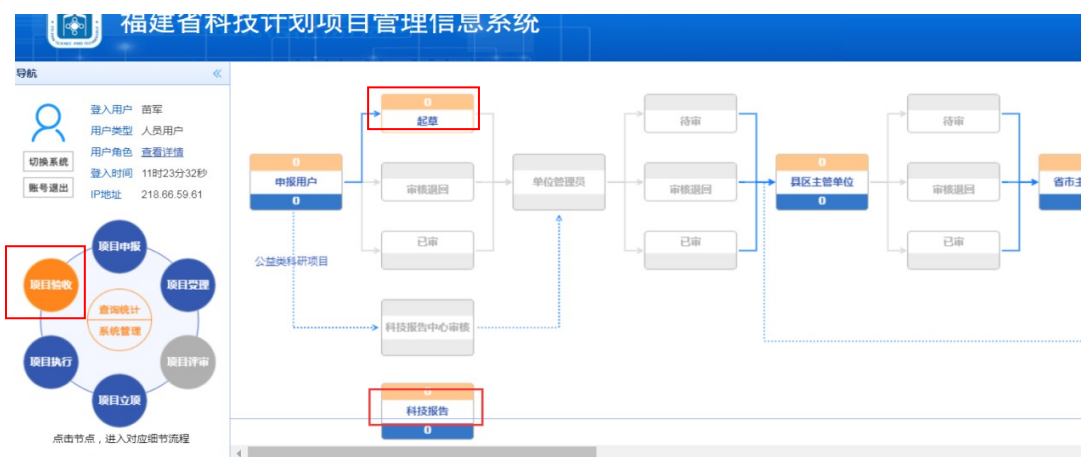 福建省科技计划项目管理信息系统
导航
登入用户 苗军
用户类型 人员用户
用户角色 查看详情
登入时间 11时23分32秒
IP地址 218.66.59.61
切换系统
账号退出
项目申报
项目验收
项目受理
查询统计
系统管理
项目执行
项目评审
项目立项
点击节点，进入对应细节流程
0
申报用户
0
公益类科研项目
0
起草
审核退回
已审
科技报告中心审核
0
科技报告
0
单位管理员
待审
审核退回
已审
0
县区主管单位
0
待审
审核退回
已审
省市主